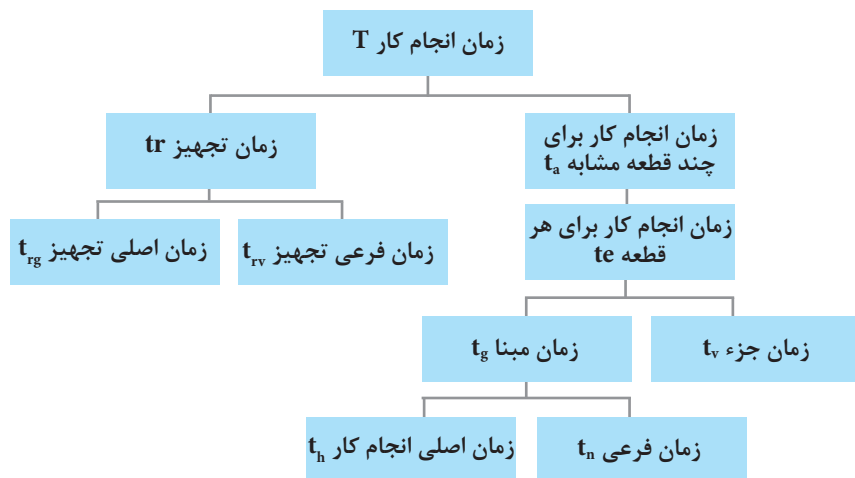 زمان انجام کار T
زمان انجام کار برای
چند قطعه مشابه ta
زمان تجهیز tr
زمان انجام کار برای هر
قطعه te
زمان فرعی تجهیز trv
زمان اصلی تجهیز trg
زمان جزء tv
زمان مبنا tg
زمان فرعی tn
زمان اصلی انجام کار th